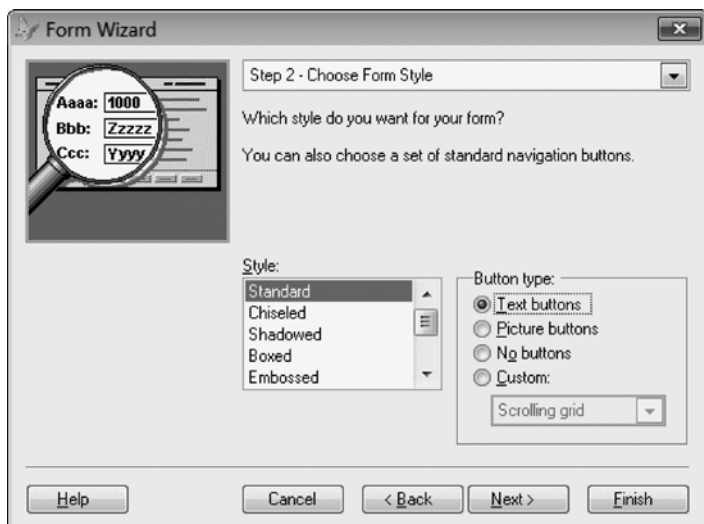 Form Wizard
Aaaa: 1000
Bbb: Zzzzz
Ccc: Yyyy
Step 2 - Choose Form Style
Which style do you want for your form?
You can also choose a set of standard navigation buttons.
Style:
Standard
Chiseled
Shadowed
Boxed
Embossed
Button type:
Text buttons
Picture buttons
No buttons
Custom:
Scrolling grid
Help
Cancel
< Back
Next >
Finish